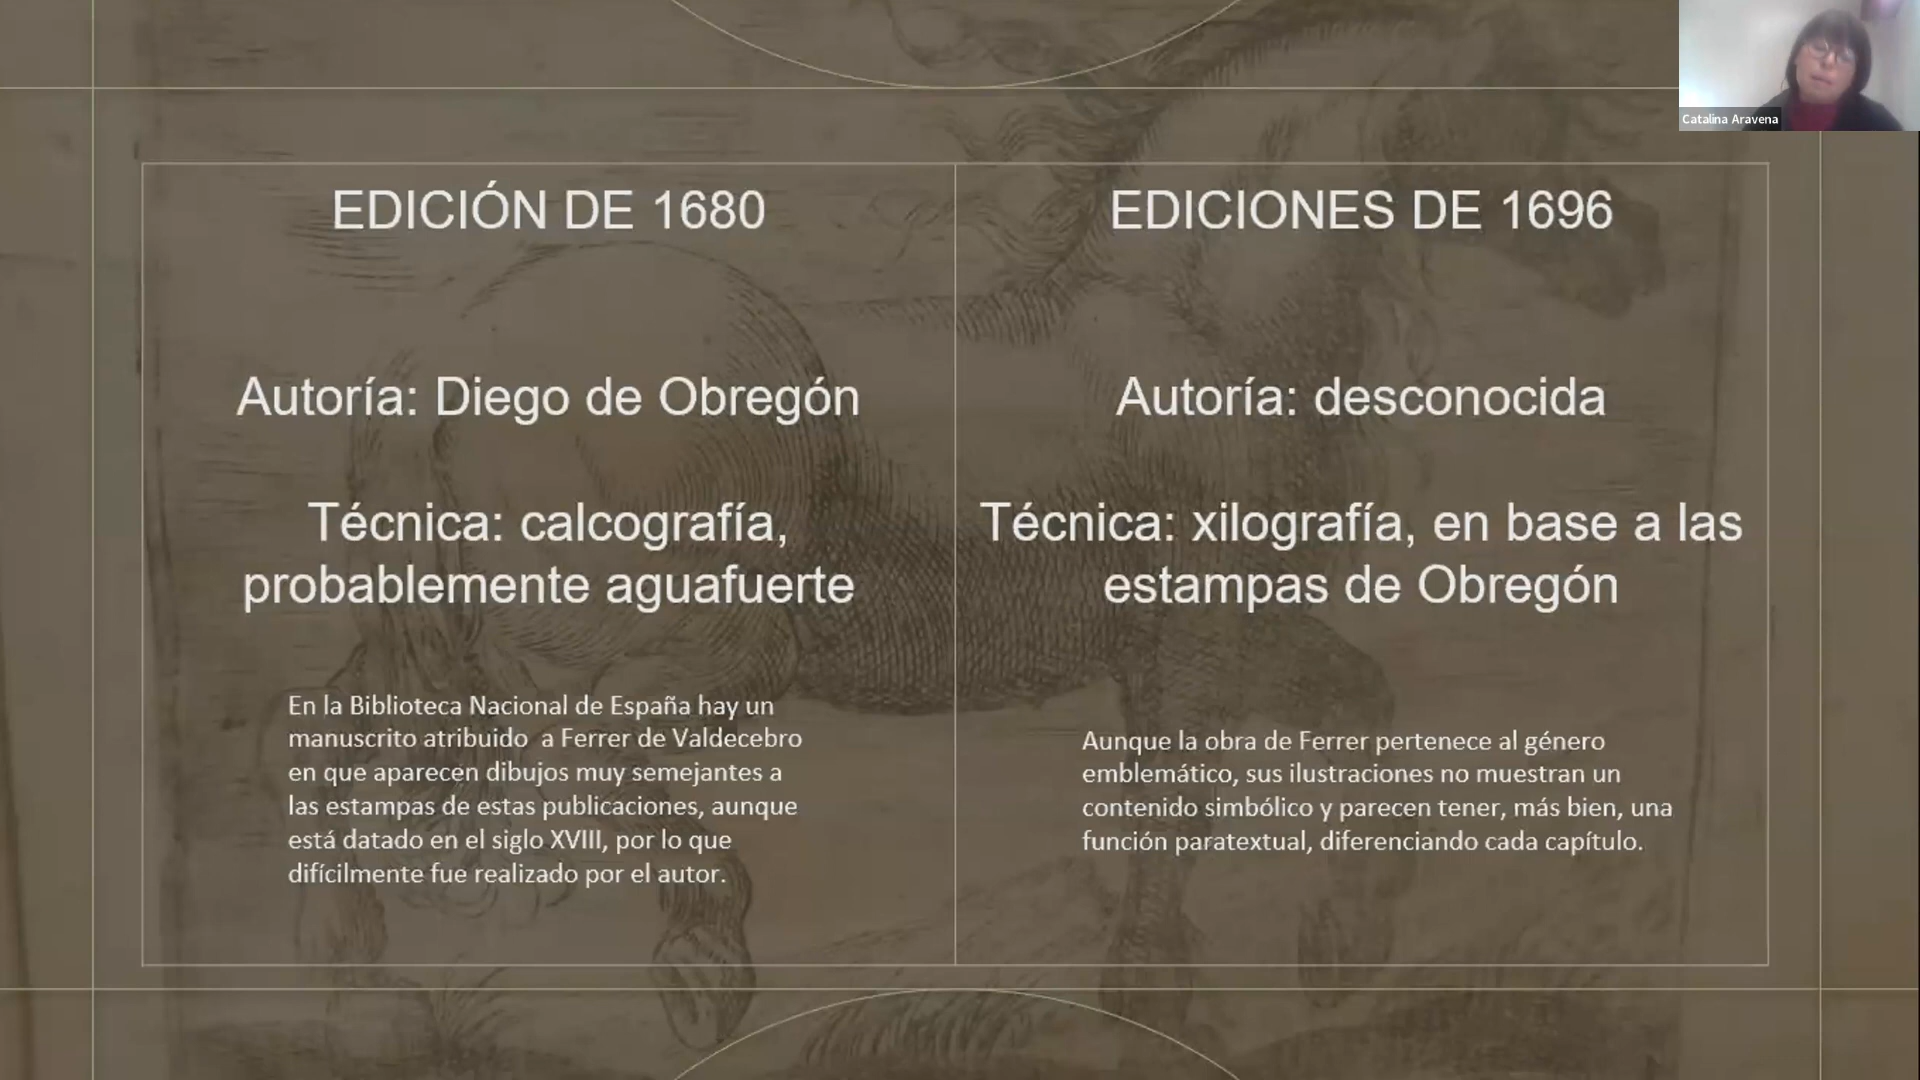 Catalina Aravena
EDICIÓN DE 1680
Autoría: Diego de Obregón
Técnica: calcografía,
probablemente aguafuerte
En la Biblioteca Nacional de España hay un
manuscrito atribuido  a Ferrer de Valdecebro
en que aparecen dibujos muy semejantes a
las estampas de estas publicaciones, aunque
está datado en el siglo XVIII, por lo que
difícilmente fue realizado por el autor.
EDICIONES DE 1696
Autoría: desconocida
Técnica: xilografía, en base a las
estampas de Obregón
Aunque la obra de Ferrer pertenece al género
emblemático, sus ilustraciones no muestran un
contenido simbólico y parecen tener, más bien, una
función paratextual, diferenciando cada capítulo.